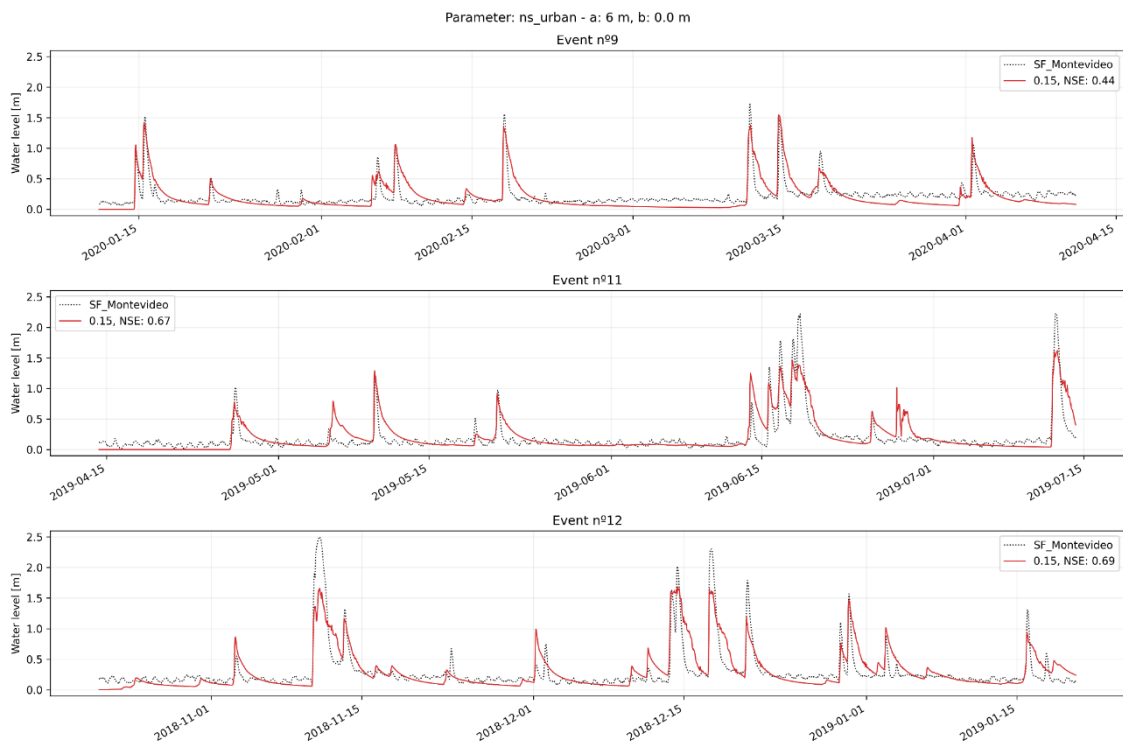 Parameter: ns_urban - a: 6 m, b: 0.0 m
Event nº9
2.5
2.0
1.5
1.0
0.5
0.0
Water level [m]
SF_Montevideo
0.15, NSE: 0.44
2020-01-15
2020-02-01
2020-02-15
2020-03-01
2020-03-15
2020-04-01
2020-04-15
Event nº11
2.5
2.0
1.5
1.0
0.5
0.0
Water level [m]
SF_Montevideo
0.15, NSE: 0.67
2019-04-15
2019-05-01
2019-05-15
2019-06-01
2019-06-15
2019-07-01
2019-07-15
Event nº12
2.5
2.0
1.5
1.0
0.5
0.0
Water level [m]
SF_Montevideo
0.15, NSE: 0.69
2018-11-01
2018-11-15
2018-12-01
2018-12-15
2019-01-01
2019-01-15